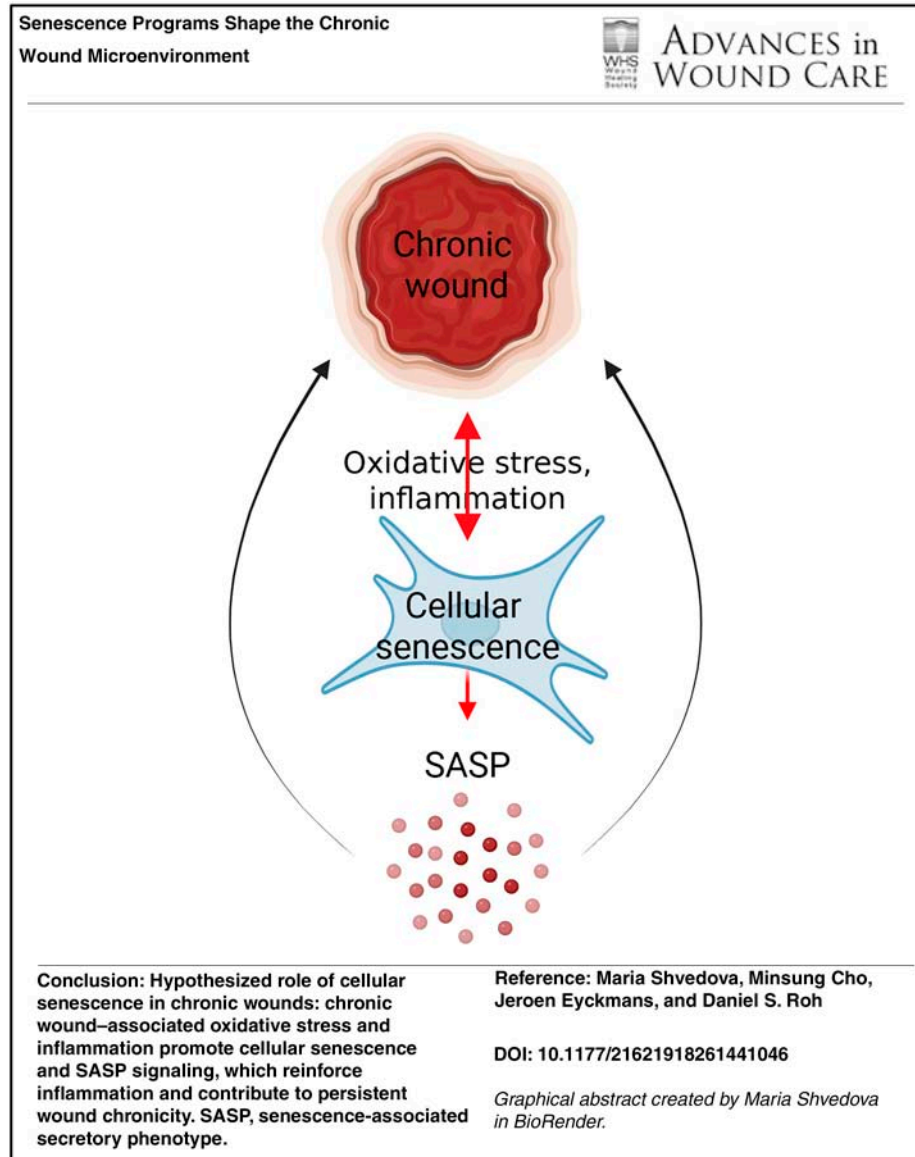 Senescence Programs Shape the Chronic
Wound Microenvironment
WHS
Wound
Healing
Society
ADVANCES in
WOUND CARE
Chronic
wound
Oxidative stress,
inflammation
Cellular
senescence
SASP
Conclusion: Hypothesized role of cellular
senescence in chronic wounds: chronic
wound–associated oxidative stress and
inflammation promote cellular senescence
and SASP signaling, which reinforce
inflammation and contribute to persistent
wound chronicity. SASP, senescence-associated
secretory phenotype.
Reference: Maria Shvedova, Minsung Cho,
Jeroen Eyckmans, and Daniel S. Roh
DOI: 10.1177/21621918261441046
Graphical abstract created by Maria Shvedova
in BioRender.